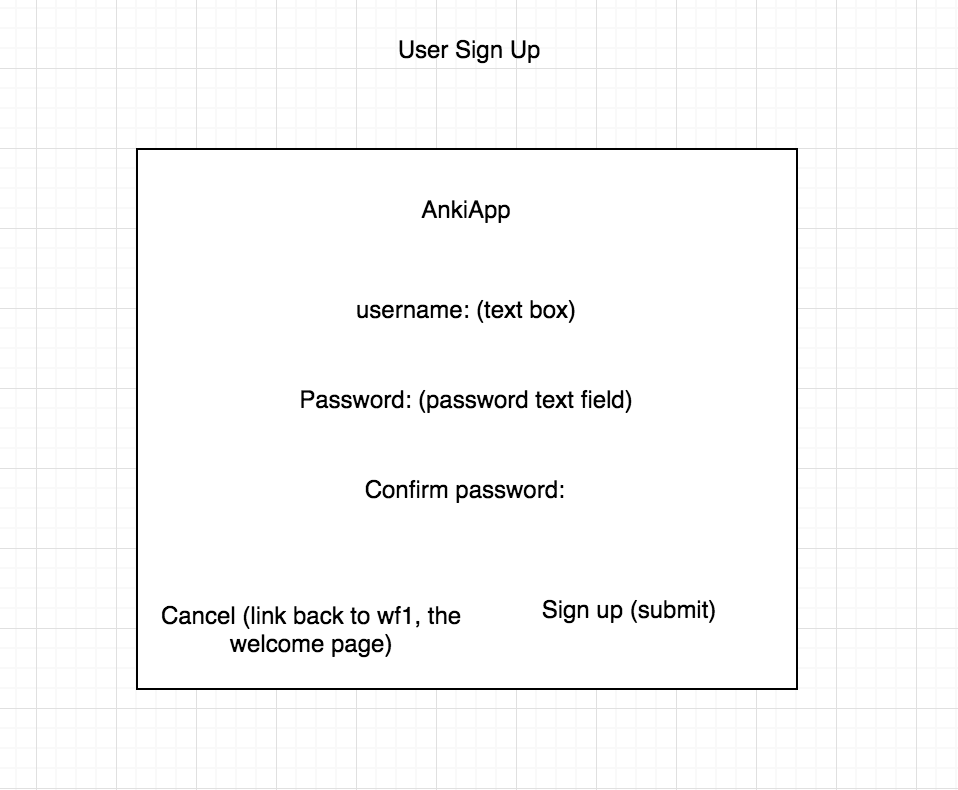 User Sign Up
AnkiApp
username: (text box)
Password: (password text field)
Confirm password:
Cancel (link back to wf1, the
welcome page)
Sign up (submit)